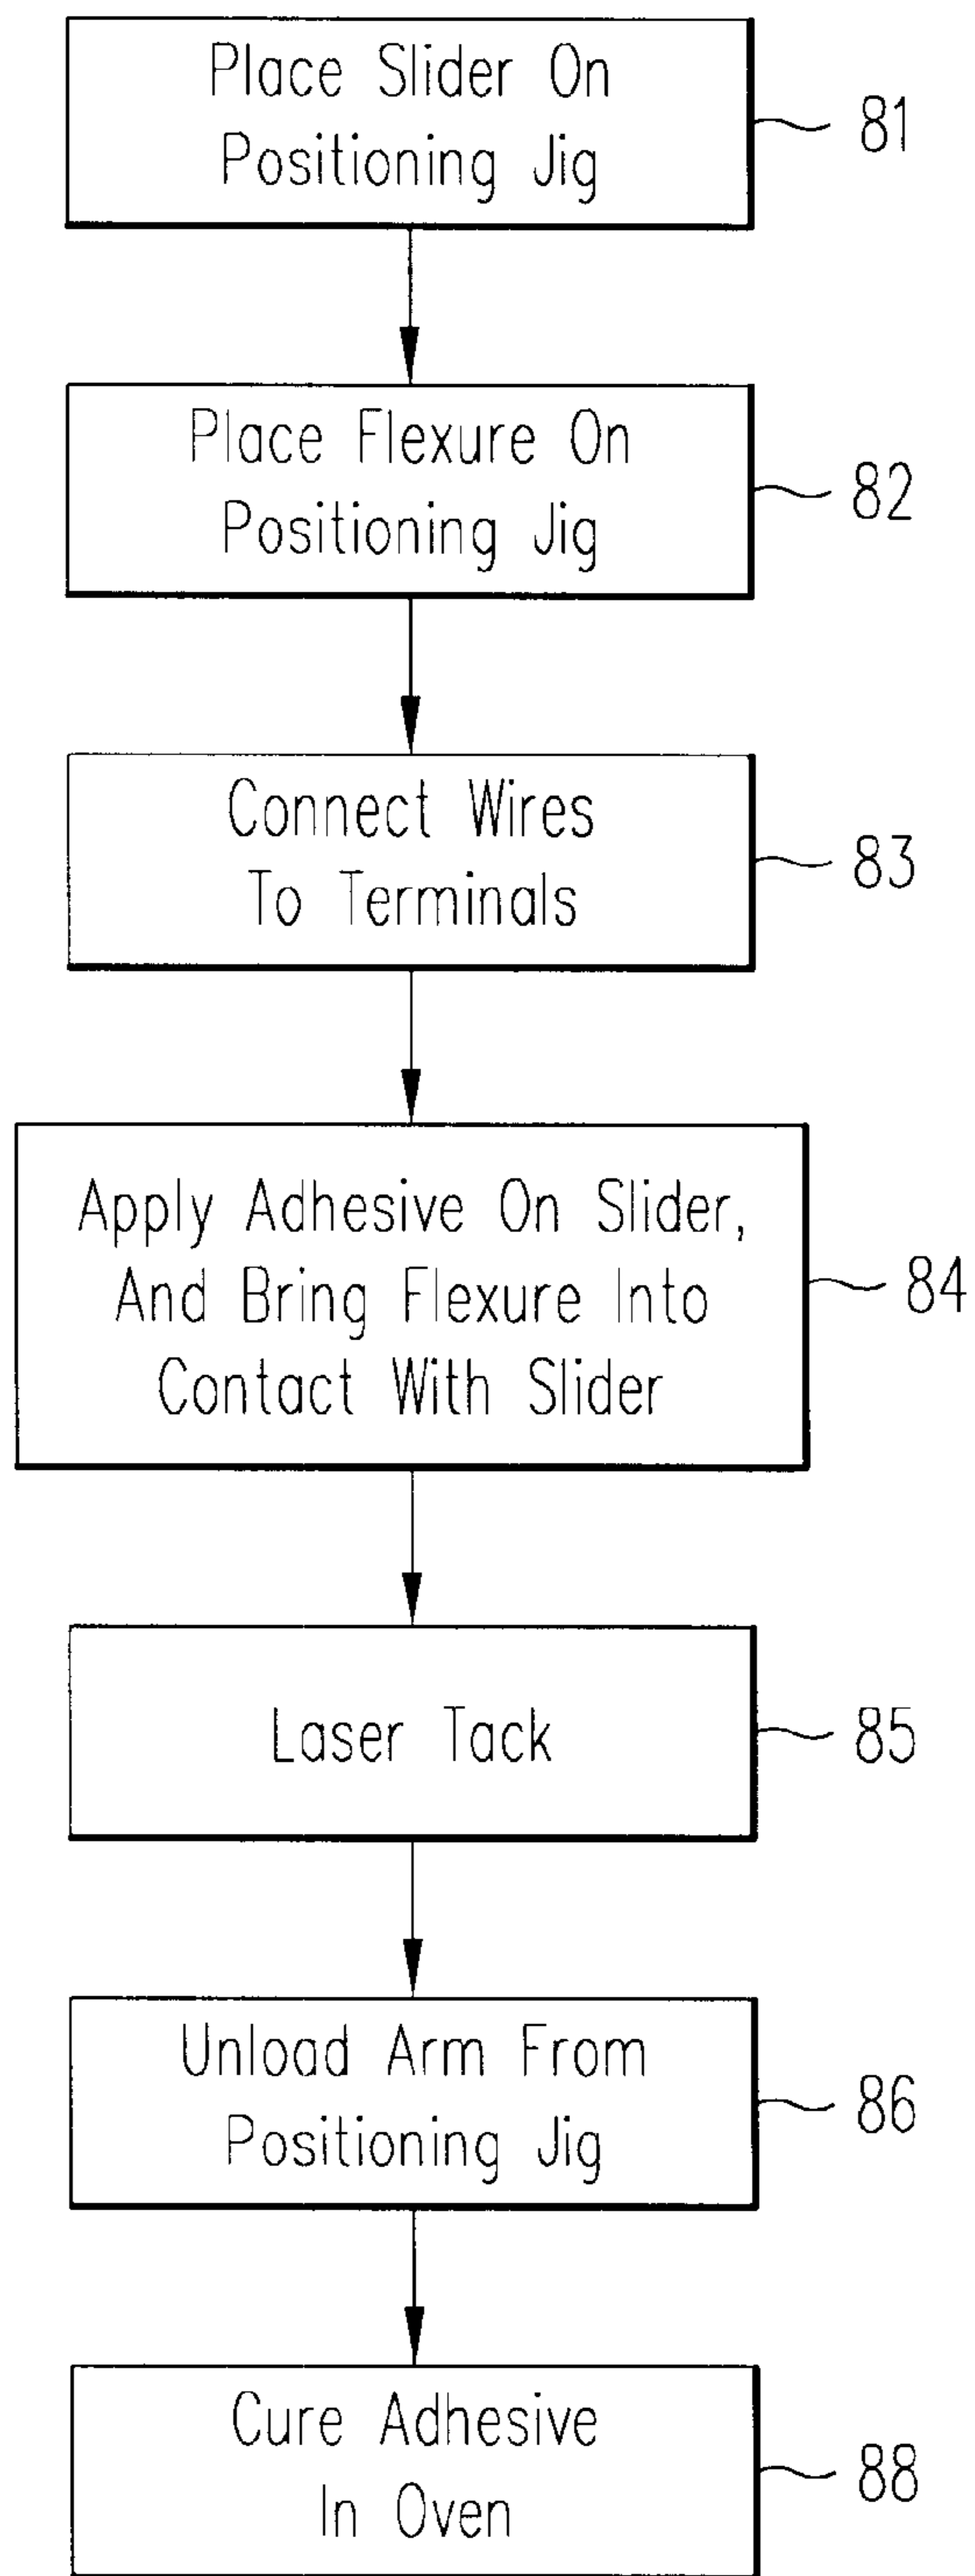 Place Slider On
Positioning Jig
81
Place Flexure On
Positioning Jig
82
Connect Wires
To Terminals
83
Apply Adhesive On Slider,
And Bring Flexure Into
Contact With Slider
84
Laser Tack
85
Unload Arm From
Positioning Jig
86
Cure Adhesive
In Oven
88